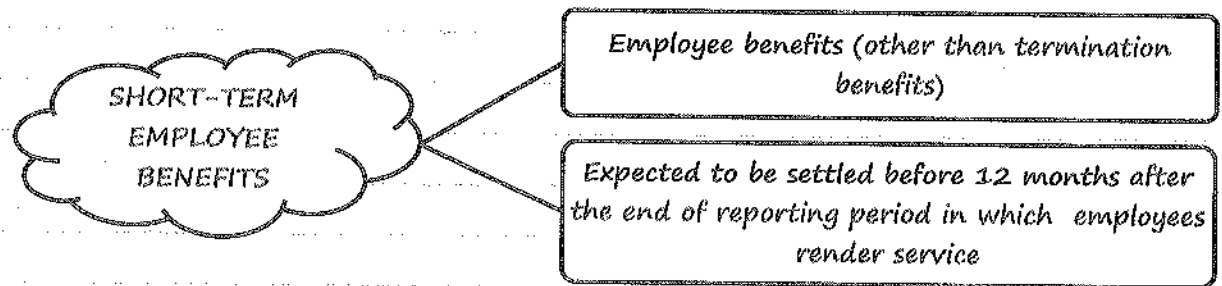 SHORT-TERM
EMPLOYEE
BENEFITS
Employee benefits (other than termination
benefits)
Expected to be settled before 12 months after
the end of reporting period in which employees
render service